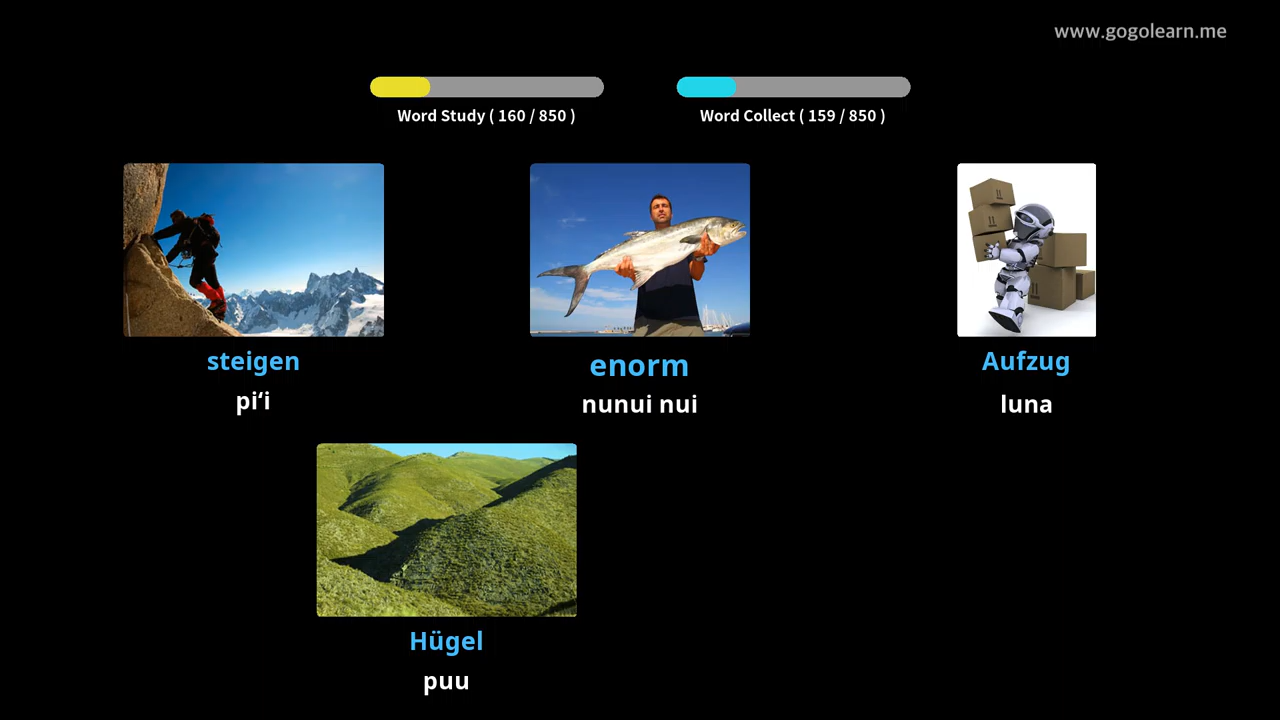 www.gogolearn.me
Word Study ( 160 / 850 )
Word Collect ( 159 / 850 )
steigen
piʻi
enorm
nunui nui
Aufzug
luna
Hügel
puu